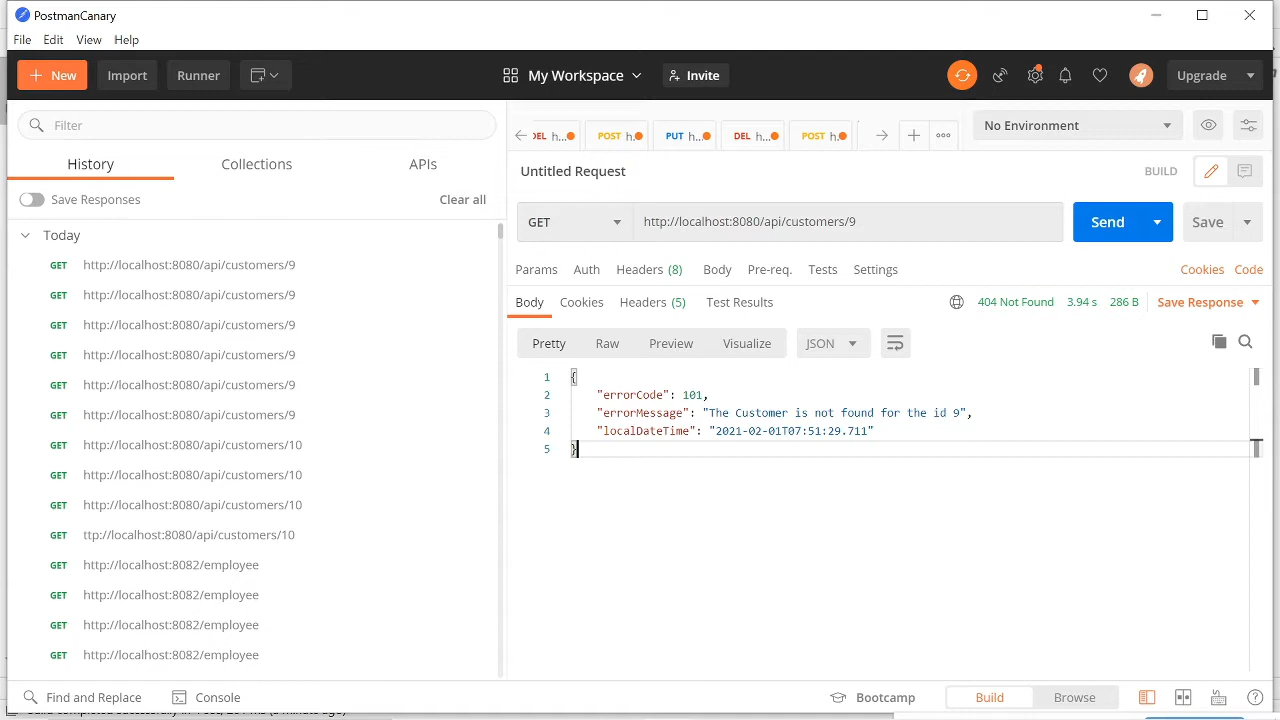 PostmanCanary
File Edit View Help
New Import Runner My Workspace Invite Upgrade
Filter
History Collections APIs
Save Responses Clear all
Today
GET http://localhost:8080/api/customers/9
GET http://localhost:8080/api/customers/9
GET http://localhost:8080/api/customers/9
GET http://localhost:8080/api/customers/9
GET http://localhost:8080/api/customers/9
GET http://localhost:8080/api/customers/9
GET http://localhost:8080/api/customers/10
GET http://localhost:8080/api/customers/10
GET http://localhost:8080/api/customers/10
GET ttp://localhost:8080/api/customers/10
GET http://localhost:8082/employee
GET http://localhost:8082/employee
GET http://localhost:8082/employee
GET http://localhost:8082/employee
DEL h... POST h. PUT h... DEL h... POST h. No Environment
Untitled Request BUILD
GET http://localhost:8080/api/customers/9 Send Save
Params Auth Headers (8) Body Pre-req. Tests Settings Cookies Code
Body Cookies Headers (5) Test Results 404 Not Found 3.94 s 286 B Save Response
Pretty Raw Preview Visualize JSON
1 {
2 "errorCode": 101,
3 "errorMessage": "The Customer is not found for the id 9",
4 "localDateTime": "2021-02-01T07:51:29.711"
5 }
Find and Replace Console Bootcamp Build Browse